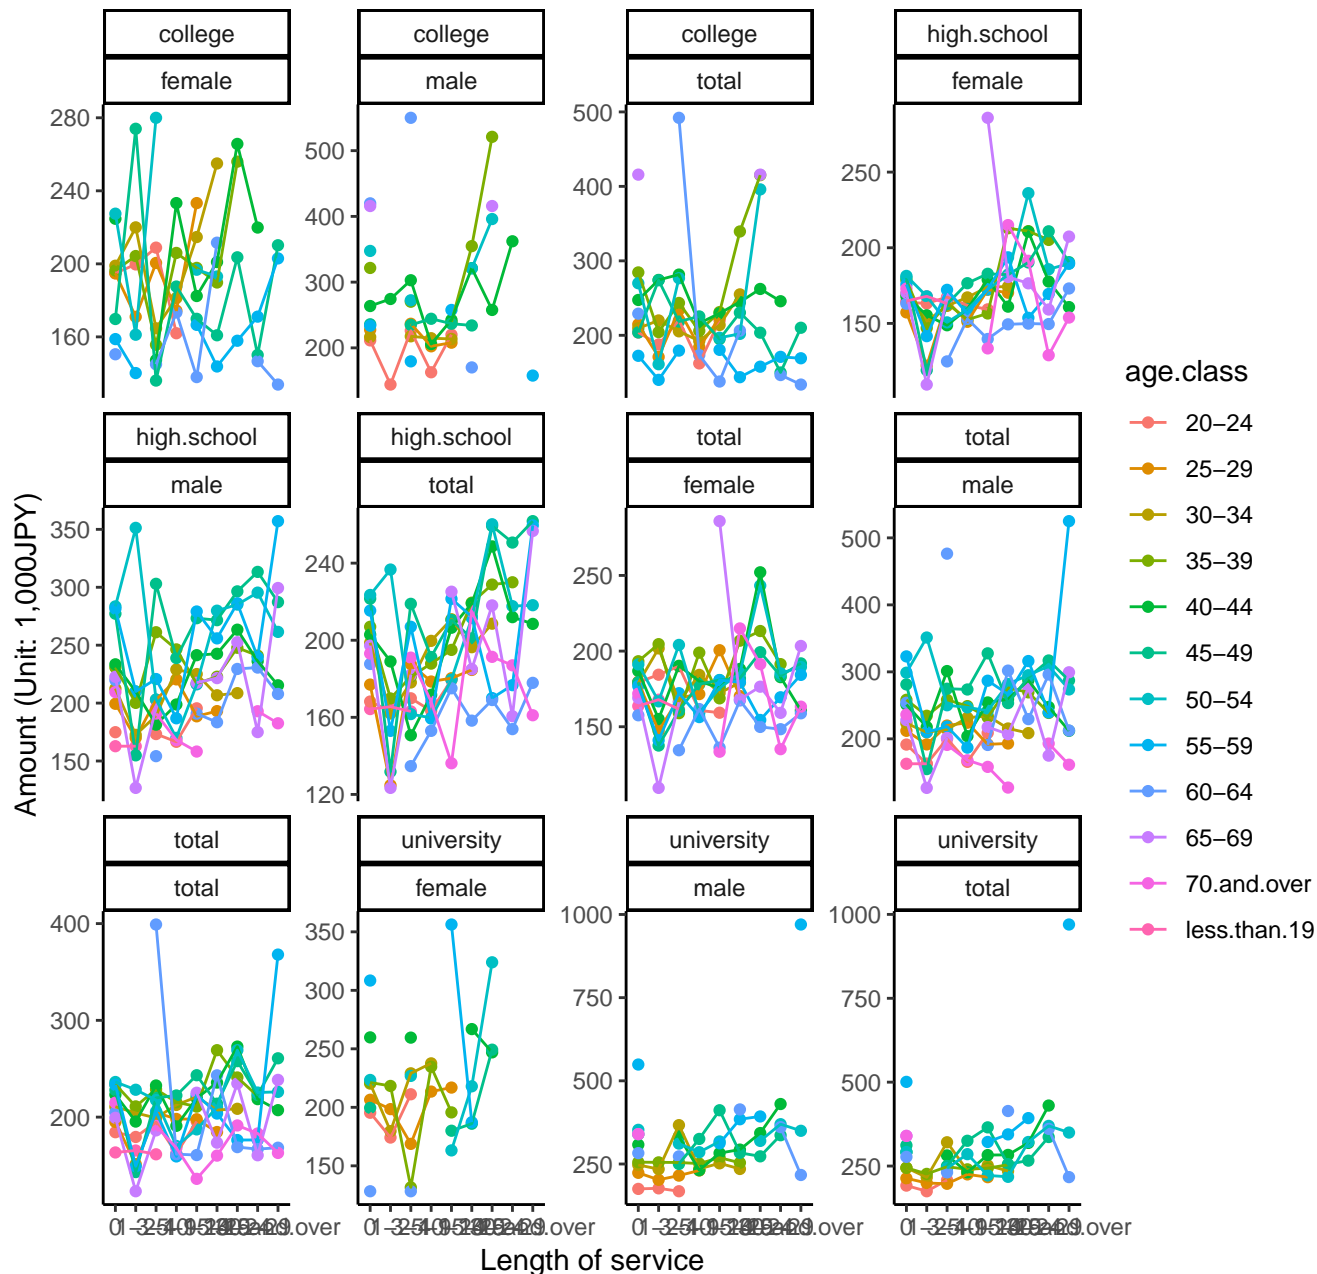 college
female
college
male
college
total
high.school
female
280
240
200
160
500
400
300
200
500
400
300
200
250
200
150
high.school
male
high.school
total
total
female
total
male
350
300
250
200
150
240
200
160
120
250
200
150
500
400
300
200
total
total
university
female
university
male
university
total
400
300
200
350
300
250
200
150
1000
750
500
250
1000
750
500
250
Amount (Unit: 1,000JPY)
Length of service
age.class
20−24
25−29
30−34
35−39
40−44
45−49
50−54
55−59
60−64
65−69
70.and.over
less.than.19